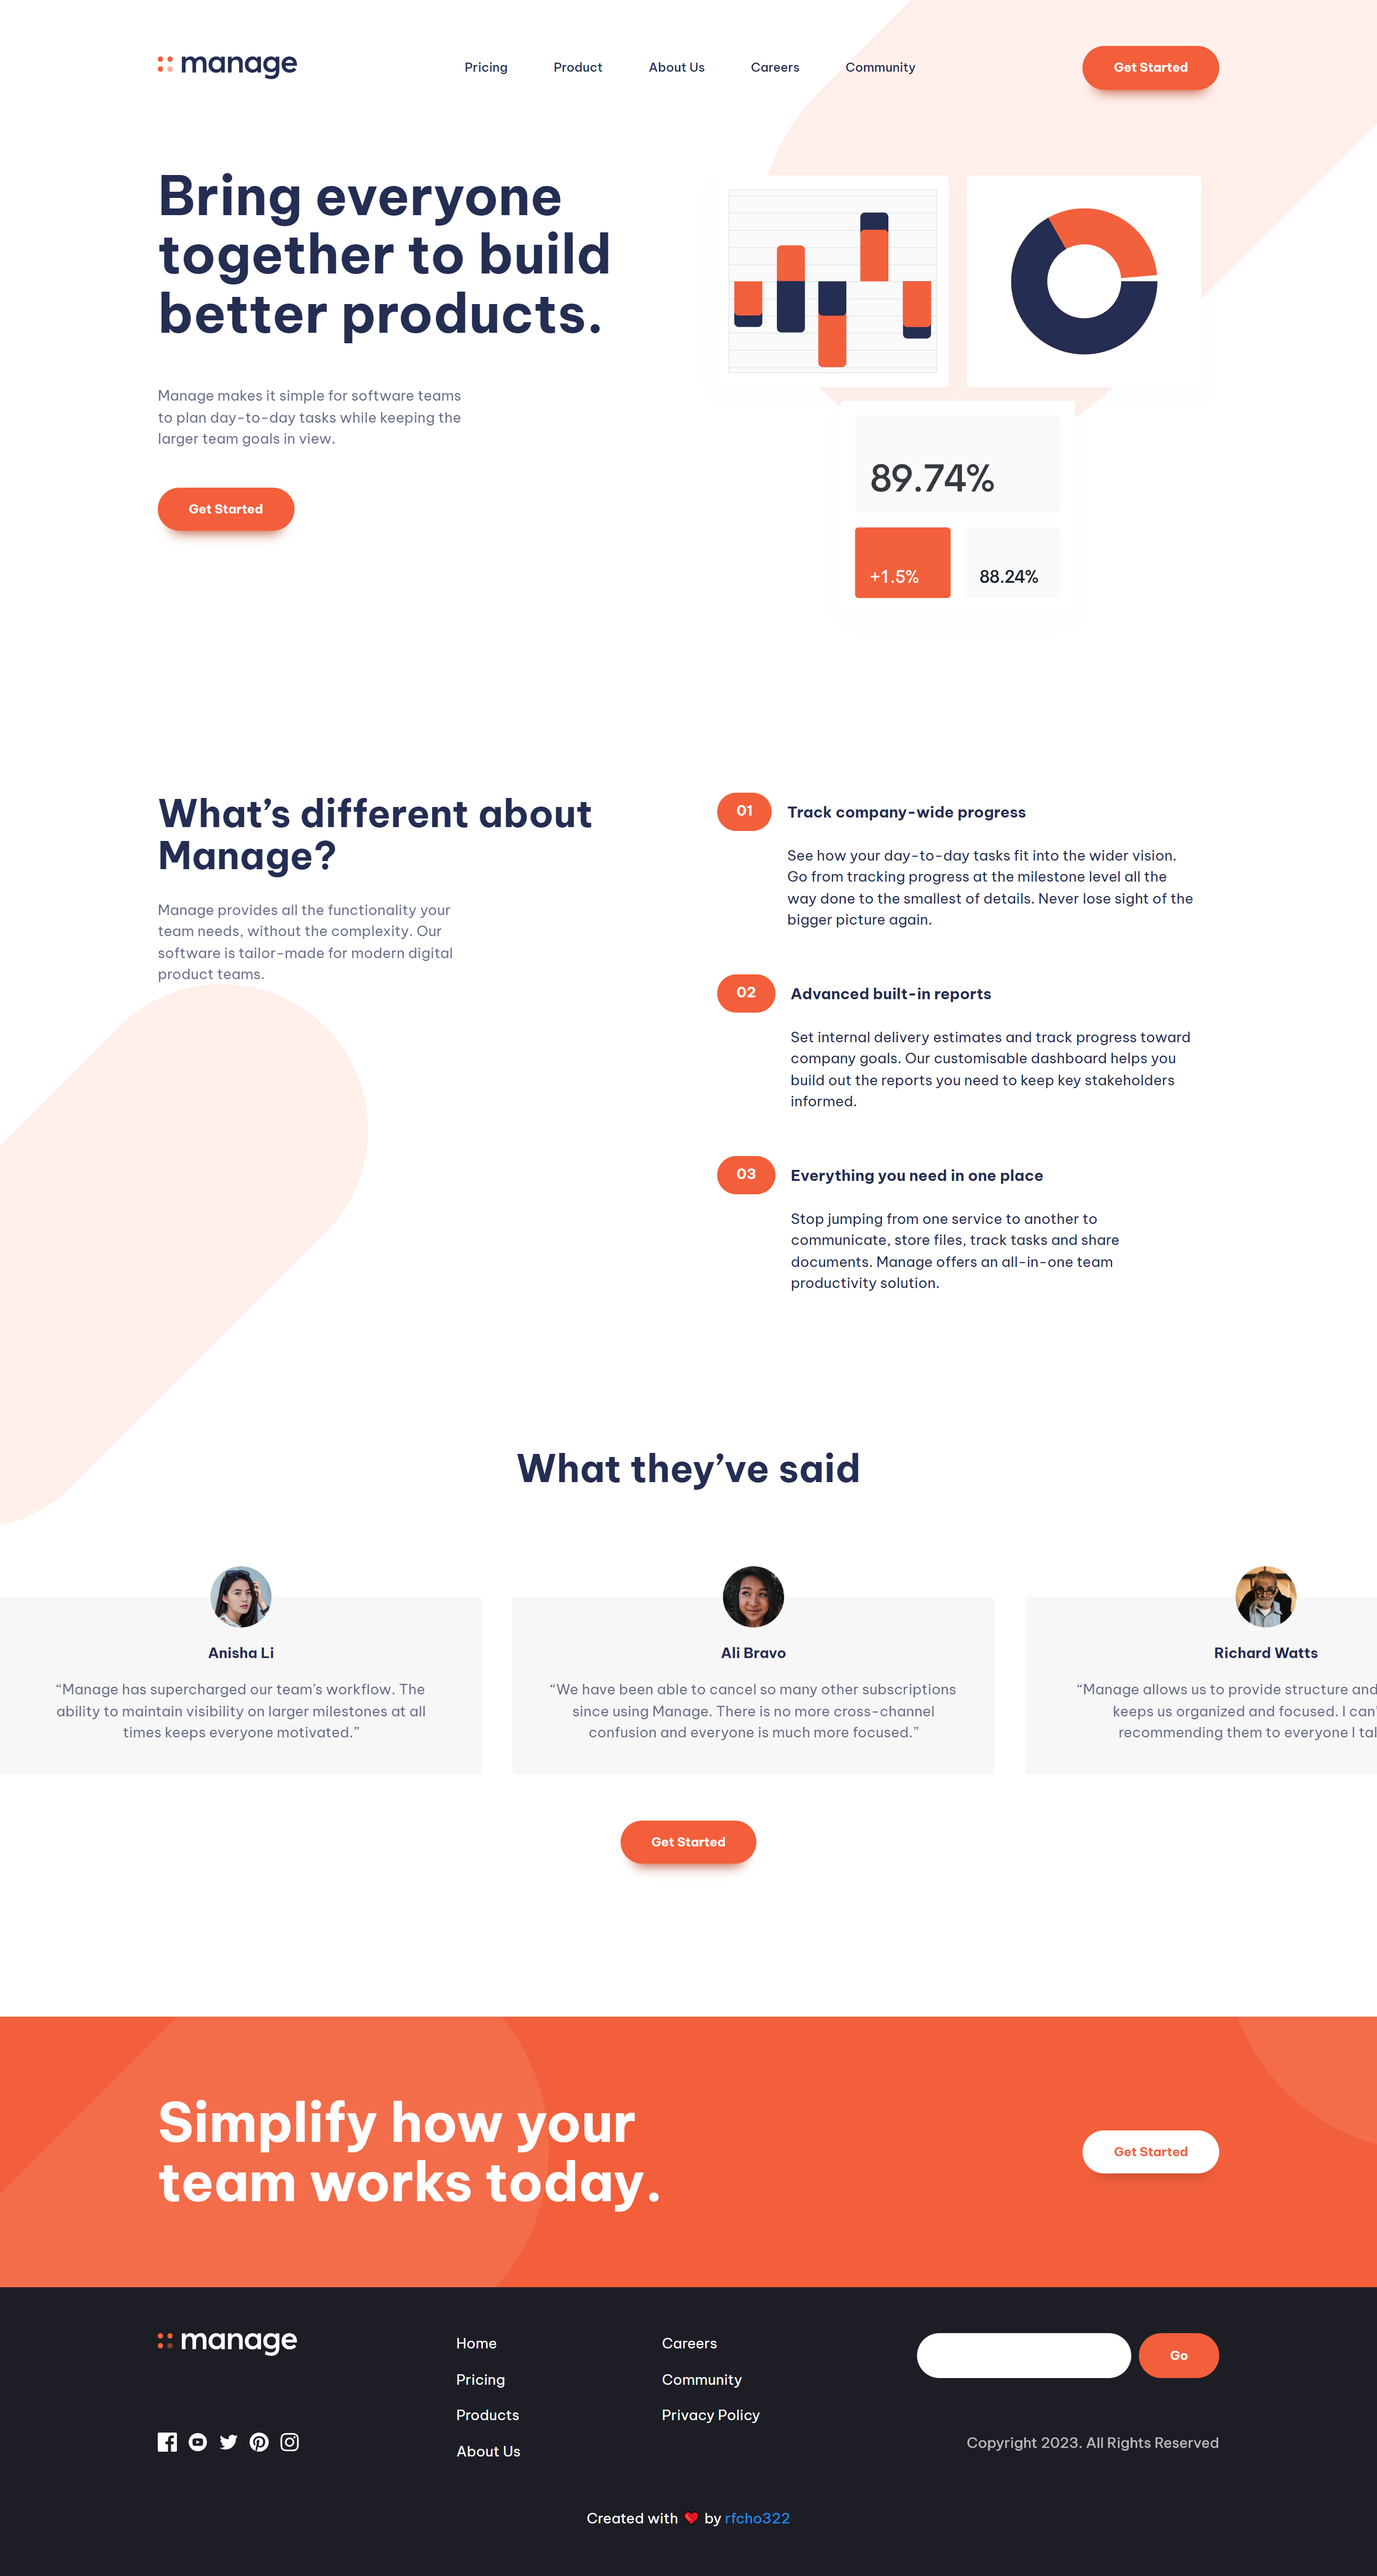 manage
Pricing
Product
About Us
Careers
Community
Get Started
Bring everyone
together to build
better products.
Manage makes it simple for software teams
to plan day-to-day tasks while keeping the
larger team goals in view.
Get Started
89.74%
+1.5%
88.24%
What’s different about
Manage?
Manage provides all the functionality your
team needs, without the complexity. Our
software is tailor-made for modern digital
product teams.
01
Track company-wide progress
See how your day-to-day tasks fit into the wider vision.
Go from tracking progress at the milestone level all the
way done to the smallest of details. Never lose sight of the
bigger picture again.
02
Advanced built-in reports
Set internal delivery estimates and track progress toward
company goals. Our customisable dashboard helps you
build out the reports you need to keep key stakeholders
informed.
03
Everything you need in one place
Stop jumping from one service to another to
communicate, store files, track tasks and share
documents. Manage offers an all-in-one team
productivity solution.
What they’ve said
Anisha Li
“Manage has supercharged our team’s workflow. The
ability to maintain visibility on larger milestones at all
times keeps everyone motivated.”
Ali Bravo
“We have been able to cancel so many other subscriptions
since using Manage. There is no more cross-channel
confusion and everyone is much more focused.”
Richard Watts
“Manage allows us to provide structure and
keeps us organized and focused. I can’
recommending them to everyone I tal
Get Started
Simplify how your
team works today.
Get Started
manage
Home
Pricing
Products
About Us
Careers
Community
Privacy Policy
Go
Copyright 2023. All Rights Reserved
Created with ❤️ by rfcho322